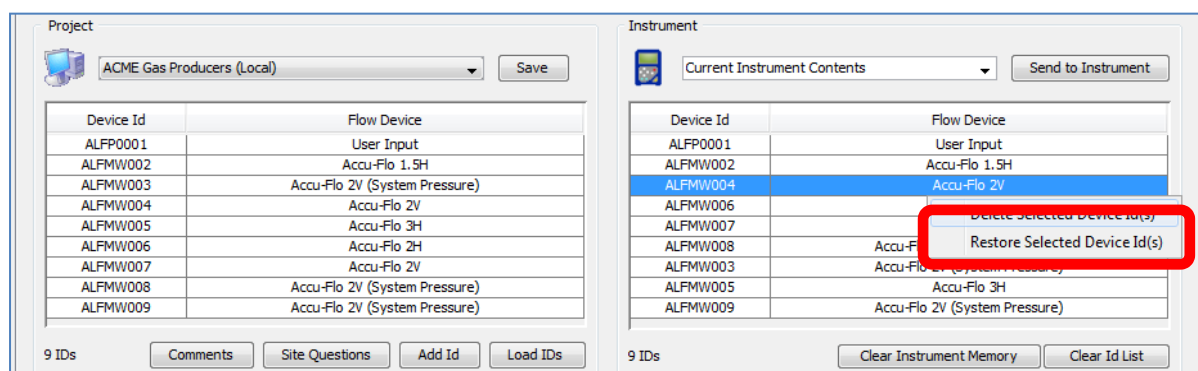 Project
ACME Gas Producers (Local)
Save
Device Id Flow Device
ALFP0001 User Input
ALFMW002 Accu-Flo 1.5H
ALFMW003 Accu-Flo 2V (System Pressure)
ALFMW004 Accu-Flo 2V
ALFMW005 Accu-Flo 3H
ALFMW006 Accu-Flo 2H
ALFMW007 Accu-Flo 2V
ALFMW008 Accu-Flo 2V (System Pressure)
ALFMW009 Accu-Flo 2V (System Pressure)
9 IDs
Comments
Site Questions
Add Id
Load IDs
Instrument
Current Instrument Contents
Send to Instrument
Device Id Flow Device
ALFP0001 User Input
ALFMW002 Accu-Flo 1.5H
ALFMW004 Accu-Flo 2V
ALFMW006
Delete Selected Device Id(s)
ALFMW007
Restore Selected Device Id(s)
ALFMW008
ALFMW003 Accu-Flo 2V (System Pressure)
ALFMW005 Accu-Flo 3H
ALFMW009 Accu-Flo 2V (System Pressure)
9 IDs
Clear Instrument Memory
Clear Id List